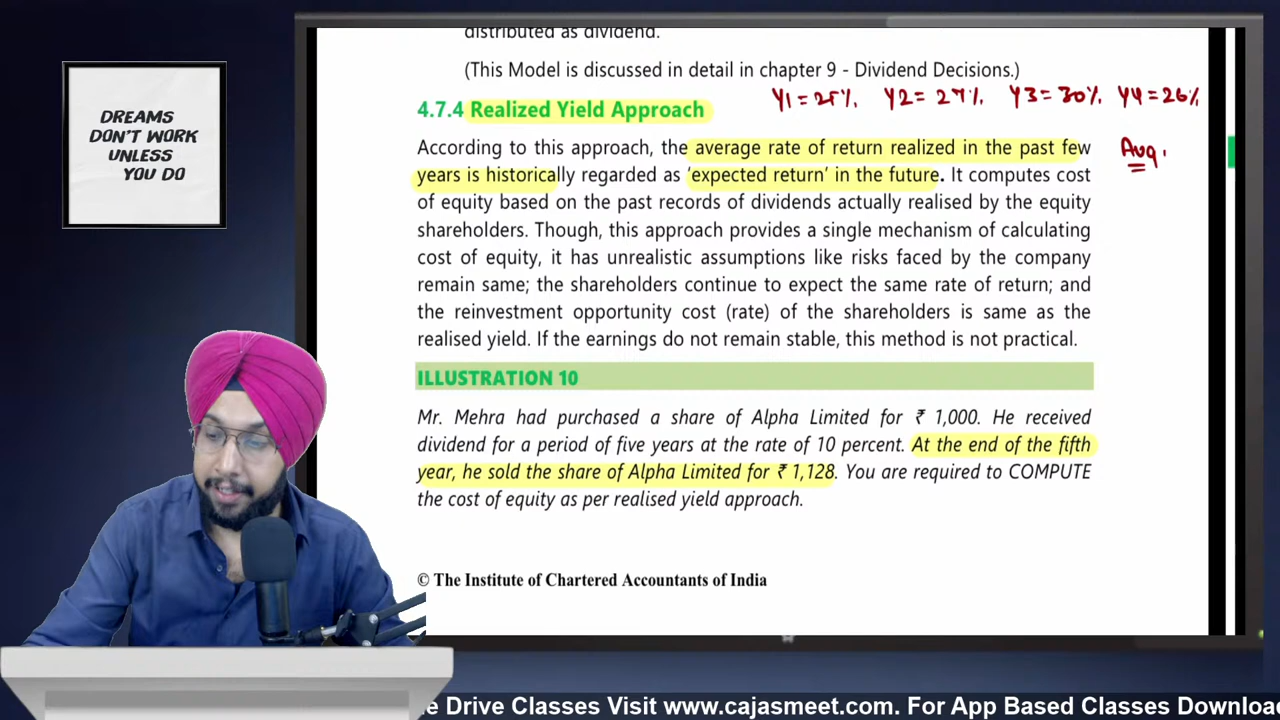 DREAMS
DON'T WORK
UNLESS
YOU DO
distributed as dividend.
(This Model is discussed in detail in chapter 9 - Dividend Decisions.)
4.7.4 Realized Yield Approach
Y1 = 25% Y2 = 27% Y3 = 30% Y4 = 26%
According to this approach, the average rate of return realized in the past few
Avg.
years is historically regarded as 'expected return' in the future. It computes cost
of equity based on the past records of dividends actually realised by the equity
shareholders. Though, this approach provides a single mechanism of calculating
cost of equity, it has unrealistic assumptions like risks faced by the company
remain same; the shareholders continue to expect the same rate of return; and
the reinvestment opportunity cost (rate) of the shareholders is same as the
realised yield. If the earnings do not remain stable, this method is not practical.
ILLUSTRATION 10
Mr. Mehra had purchased a share of Alpha Limited for ₹ 1,000. He received
dividend for a period of five years at the rate of 10 percent. At the end of the fifth
year, he sold the share of Alpha Limited for ₹ 1,128. You are required to COMPUTE
the cost of equity as per realised yield approach.
© The Institute of Chartered Accountants of India
e Drive Classes Visit www.cajasmeet.com. For App Based Classes Downloa